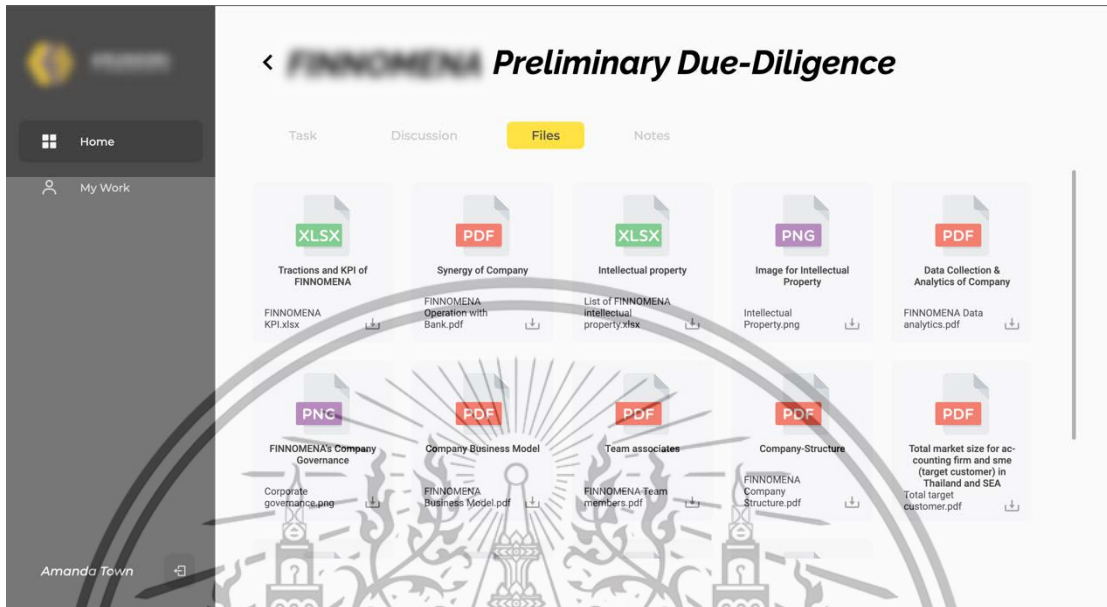 FINNOMENA Preliminary Due-Diligence
Task Discussion Files Notes
Home
My Work
XLSX
Tractions and KPI of
FINNOMENA
FINNOMENA
KPI.xlsx
PDF
Synergy of Company
FINNOMENA
Operation with
Bank.pdf
XLSX
Intellectual property
List of FINNOMENA
intellectual
property.xlsx
PNG
Image for Intellectual
Property
Intellectual
Property.png
PDF
Data Collection &
Analytics of Company
FINNOMENA Data
analytics.pdf
PNG
FINNOMENA's Company
Governance
Corporate
governance.png
PDF
Company Business Model
FINNOMENA
Business Model.pdf
PDF
Team associates
FINNOMENA Team
members.pdf
PDF
Company-Structure
FINNOMENA
Company
Structure.pdf
PDF
Total market size for ac-
counting firm and sme
(target customer) in
Thailand and SEA
Total target
customer.pdf
Amanda Town